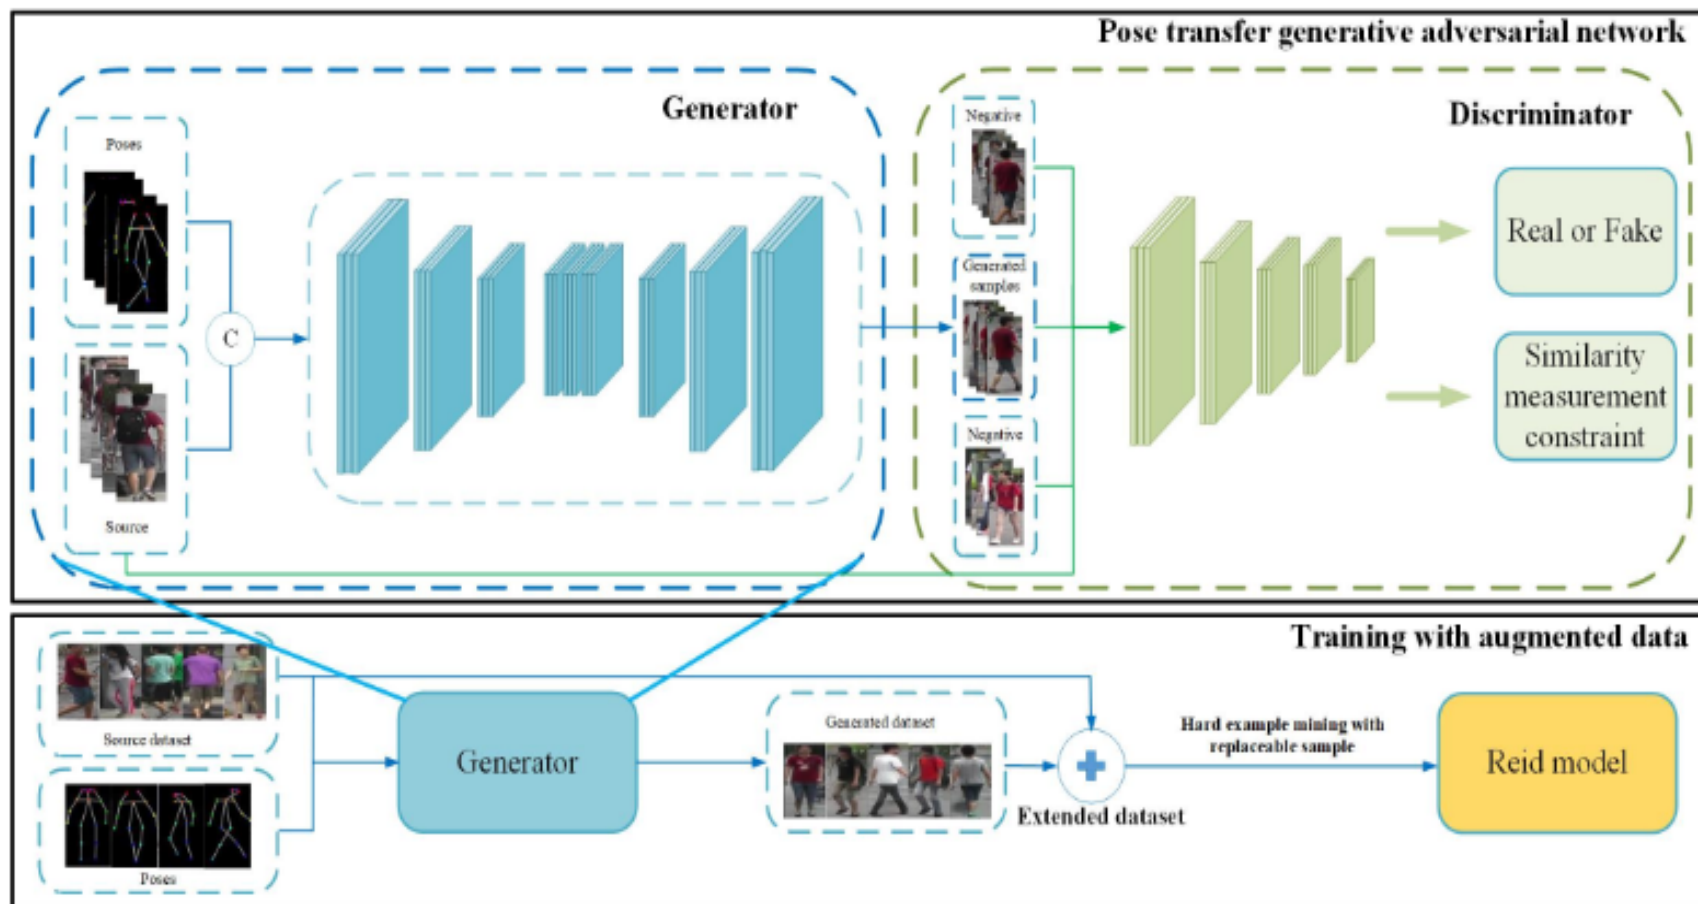 Pose transfer generative adversarial network
Generator
Poses
C
Source
Discriminator
Negative
Generated
samples
Negative
Real or Fake
Similarity
measurement
constraint
Training with augmented data
Source dataset
Poses
Generator
Generated dataset
Extended dataset
Hard example mining with
replaceable sample
Reid model